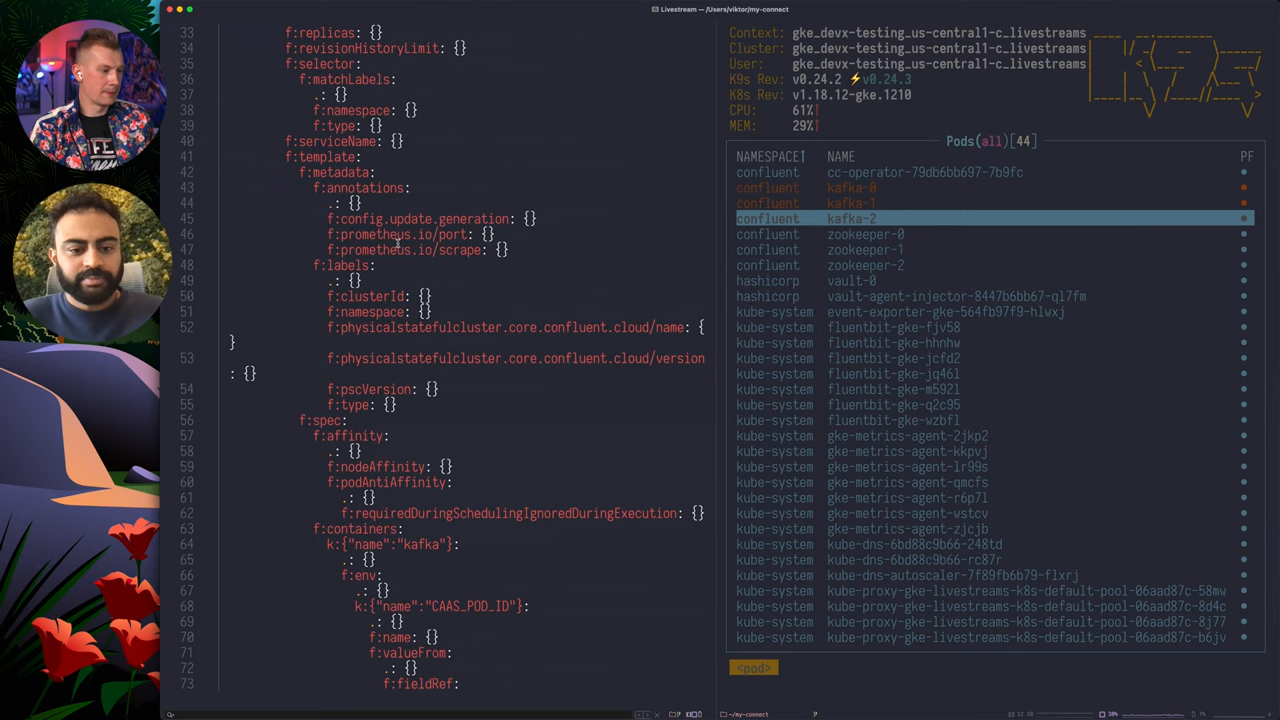 Livestream — /Users/viktor/my-connect
33 f:replicas: {}
34 f:revisionHistoryLimit: {}
35 f:selector:
36 f:matchLabels:
37 .: {}
38 f:namespace: {}
39 f:type: {}
40 f:serviceName: {}
41 f:template:
42 f:metadata:
43 f:annotations:
44 .: {}
45 f:config.update.generation: {}
46 f:prometheus.io/port: {}
47 f:prometheus.io/scrape: {}
48 f:labels:
49 .: {}
50 f:clusterId: {}
51 f:namespace: {}
52 f:physicalstatefulcluster.core.confluent.cloud/name: {
}
53 f:physicalstatefulcluster.core.confluent.cloud/version
: {}
54 f:pscVersion: {}
55 f:type: {}
56 f:spec:
57 f:affinity:
58 .: {}
59 f:nodeAffinity: {}
60 f:podAntiAffinity:
61 .: {}
62 f:requiredDuringSchedulingIgnoredDuringExecution: {}
63 f:containers:
64 k:{"name":"kafka"}:
65 .: {}
66 f:env:
67 .: {}
68 k:{"name":"CAAS_POD_ID"}:
69 .: {}
70 f:name: {}
71 f:valueFrom:
72 .: {}
73 f:fieldRef:
Context: gke_devx-testing_us-central1-c_livestreams
Cluster: gke_devx-testing_us-central1-c_livestreams
User: gke_devx-testing_us-central1-c_livestreams
K9s Rev: v0.24.2 ⚡v0.24.3
K8s Rev: v1.18.12-gke.1210
CPU: 61%↑
MEM: 29%↑
Pods(all)[44]
NAMESPACE↑ NAME PF
confluent cc-operator-79db6bb697-7b9fc ●
confluent kafka-0 ●
confluent kafka-1 ●
confluent kafka-2 ●
confluent zookeeper-0 ●
confluent zookeeper-1 ●
confluent zookeeper-2 ●
hashicorp vault-0 ●
hashicorp vault-agent-injector-8447b6bb67-ql7fm ●
kube-system event-exporter-gke-564fb97f9-hlwxj ●
kube-system fluentbit-gke-fjv58 ●
kube-system fluentbit-gke-hhnhw ●
kube-system fluentbit-gke-jcfd2 ●
kube-system fluentbit-gke-jq46l ●
kube-system fluentbit-gke-m592l ●
kube-system fluentbit-gke-q2c95 ●
kube-system fluentbit-gke-wzbfl ●
kube-system gke-metrics-agent-2jkp2 ●
kube-system gke-metrics-agent-kkpvj ●
kube-system gke-metrics-agent-lr99s ●
kube-system gke-metrics-agent-qmcfs ●
kube-system gke-metrics-agent-r6p7l ●
kube-system gke-metrics-agent-wstcv ●
kube-system gke-metrics-agent-zjcjb ●
kube-system kube-dns-6bd88c9b66-248td ●
kube-system kube-dns-6bd88c9b66-rc87r ●
kube-system kube-dns-autoscaler-7f89fb6b79-flxrj ●
kube-system kube-proxy-gke-livestreams-k8s-default-pool-06aad87c-58mw ●
kube-system kube-proxy-gke-livestreams-k8s-default-pool-06aad87c-8d4c ●
kube-system kube-proxy-gke-livestreams-k8s-default-pool-06aad87c-8j77 ●
kube-system kube-proxy-gke-livestreams-k8s-default-pool-06aad87c-b6jv ●
<pod>
~/my-connect